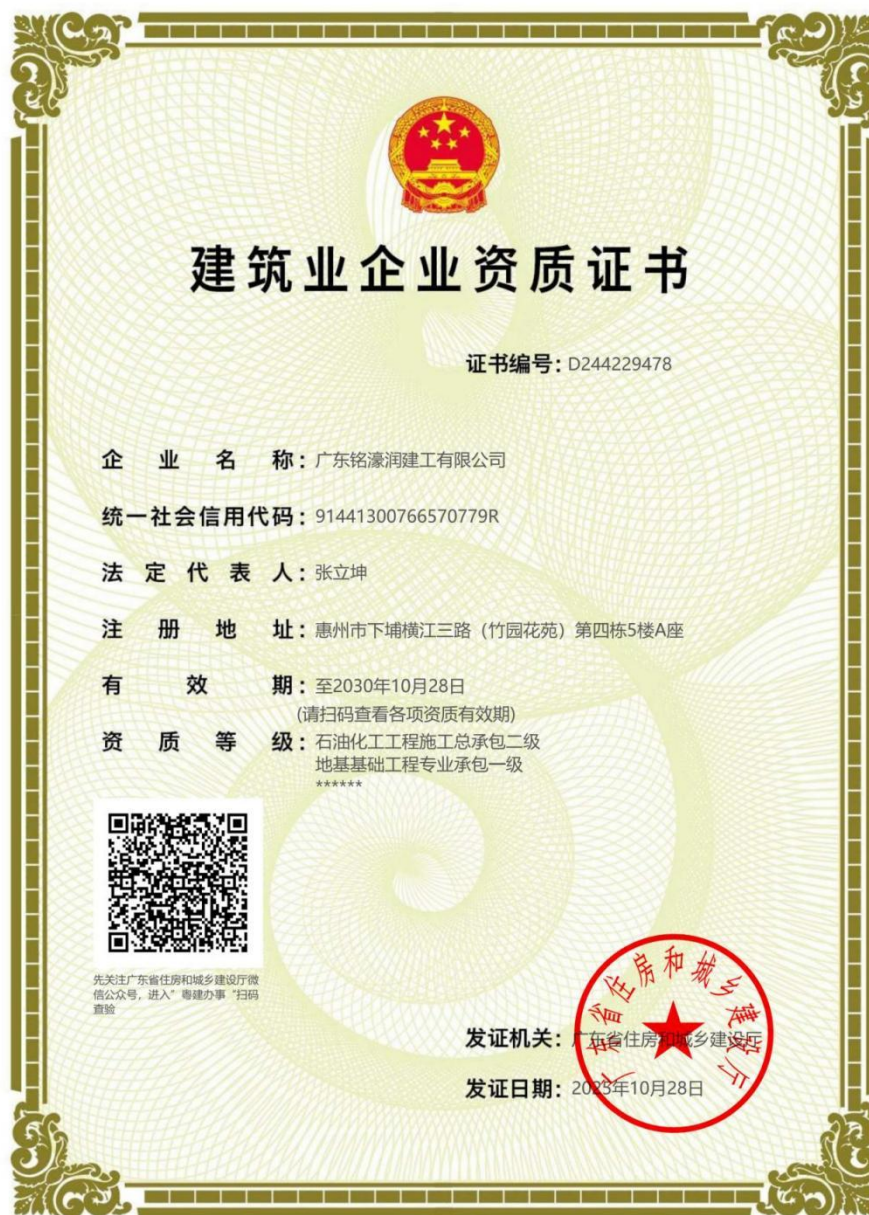 建筑业企业资质证书
证书编号：D244229478
企业名称：广东铭濠润建工有限公司
统一社会信用代码：91441300766570779R
法定代表人：张立坤
注册地址：惠州市下埔横江三路（竹园花苑）第四栋5楼A座
有效期：至2030年10月28日
(请扫码查看各项资质有效期)
资质等级：石油化工工程施工总承包二级
地基基础工程专业承包一级
******
先关注广东省住房和城乡建设厅微
信公众号，进入“粤建办事“扫码
查验
广东省住房和城乡建设厅
发证机关：广东省住房和城乡建设厅
发证日期：2025年10月28日